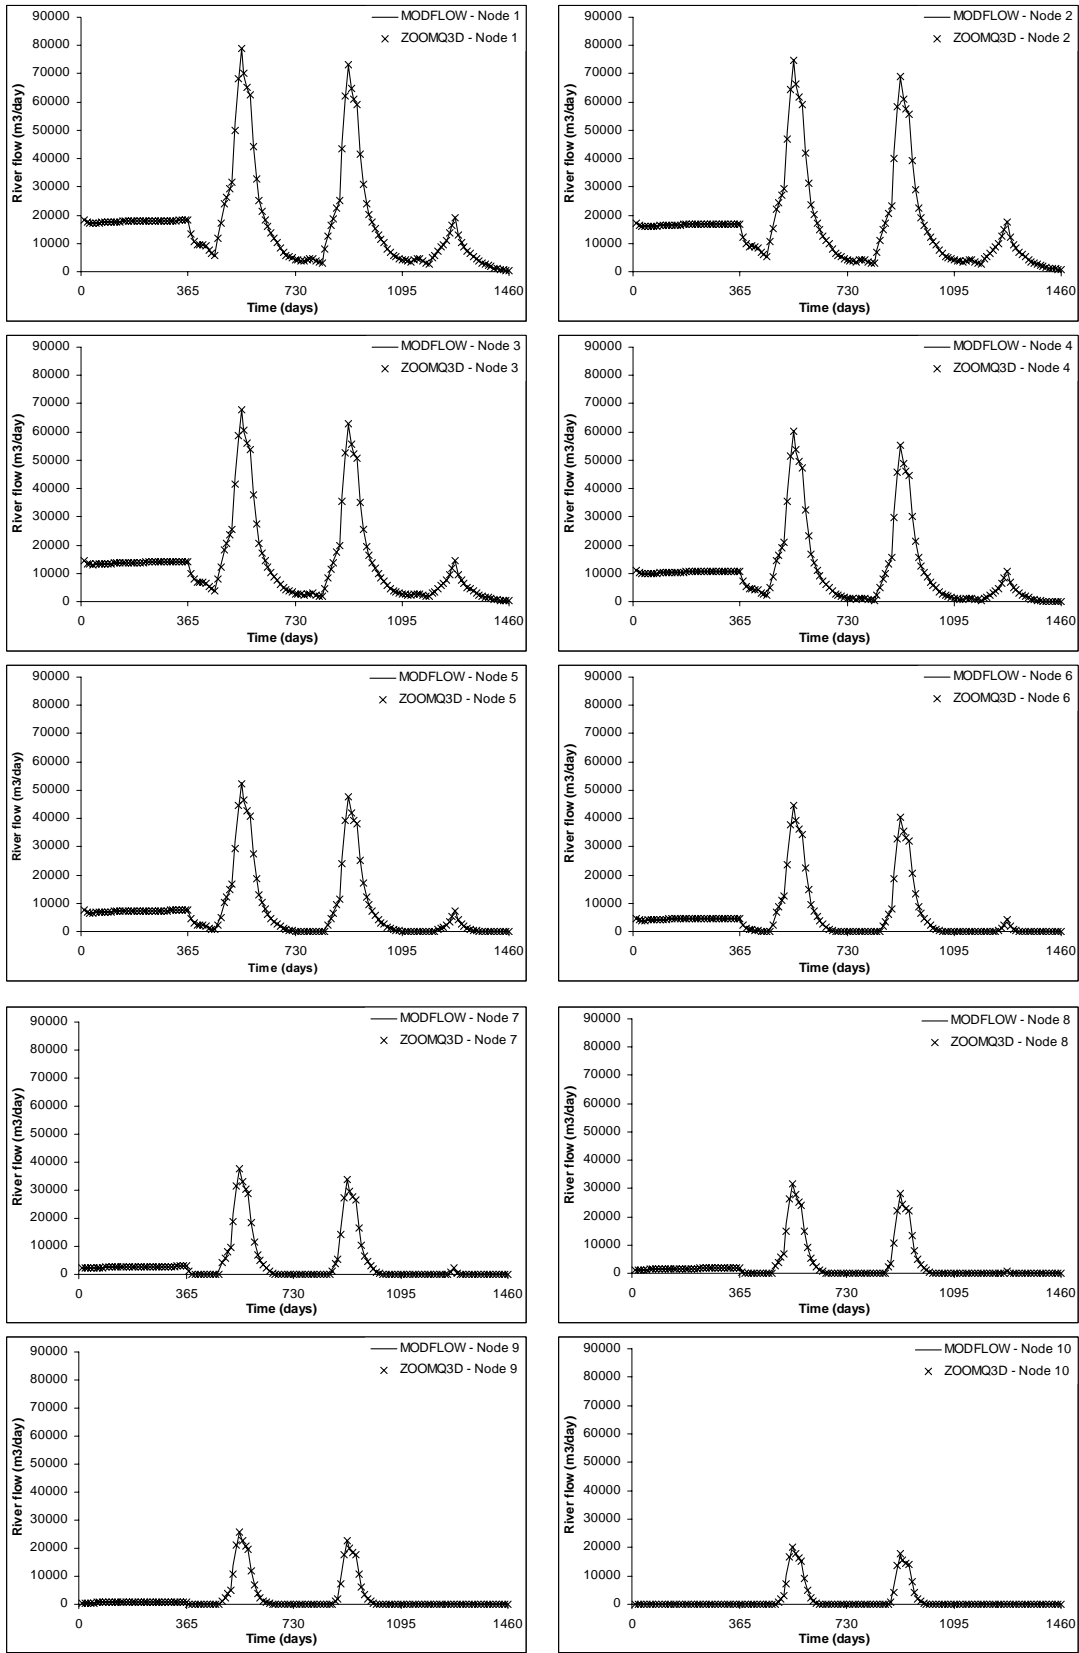 MODFLOW - Node 1
ZOOMQ3D - Node 1
River flow (m3/day)
90000
80000
70000
60000
50000
40000
30000
20000
10000
0
0 365 730 1095 1460
Time (days)
MODFLOW - Node 2
ZOOMQ3D - Node 2
River flow (m3/day)
90000
80000
70000
60000
50000
40000
30000
20000
10000
0
0 365 730 1095 1460
Time (days)
MODFLOW - Node 3
ZOOMQ3D - Node 3
River flow (m3/day)
90000
80000
70000
60000
50000
40000
30000
20000
10000
0
0 365 730 1095 1460
Time (days)
MODFLOW - Node 4
ZOOMQ3D - Node 4
River flow (m3/day)
90000
80000
70000
60000
50000
40000
30000
20000
10000
0
0 365 730 1095 1460
Time (days)
MODFLOW - Node 5
ZOOMQ3D - Node 5
River flow (m3/day)
90000
80000
70000
60000
50000
40000
30000
20000
10000
0
0 365 730 1095 1460
Time (days)
MODFLOW - Node 6
ZOOMQ3D - Node 6
River flow (m3/day)
90000
80000
70000
60000
50000
40000
30000
20000
10000
0
0 365 730 1095 1460
Time (days)
MODFLOW - Node 7
ZOOMQ3D - Node 7
River flow (m3/day)
90000
80000
70000
60000
50000
40000
30000
20000
10000
0
0 365 730 1095 1460
Time (days)
MODFLOW - Node 8
ZOOMQ3D - Node 8
River flow (m3/day)
90000
80000
70000
60000
50000
40000
30000
20000
10000
0
0 365 730 1095 1460
Time (days)
MODFLOW - Node 9
ZOOMQ3D - Node 9
River flow (m3/day)
90000
80000
70000
60000
50000
40000
30000
20000
10000
0
0 365 730 1095 1460
Time (days)
MODFLOW - Node 10
ZOOMQ3D - Node 10
River flow (m3/day)
90000
80000
70000
60000
50000
40000
30000
20000
10000
0
0 365 730 1095 1460
Time (days)